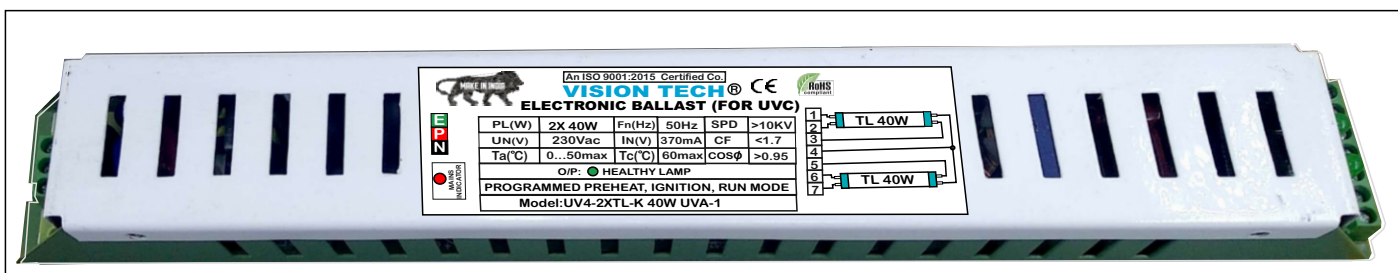 MAKE IN INDIA
An ISO 9001:2015 Certified Co.
VISION TECH® CE
RoHS
compliant
ELECTRONIC BALLAST (FOR UVC)
E
P
N
MAINS
INDICATOR
PL(W) 2X 40W Fn(Hz) 50Hz SPD >10KV
UN(V) 230Vac IN(V) 370mA CF <1.7
Ta(°C) 0...50max Tc(°C) 60max COSϕ >0.95
O/P: HEALTHY LAMP
PROGRAMMED PREHEAT, IGNITION, RUN MODE
Model:UV4-2XTL-K 40W UVA-1
1
2
3
4
5
6
7
TL 40W
TL 40W